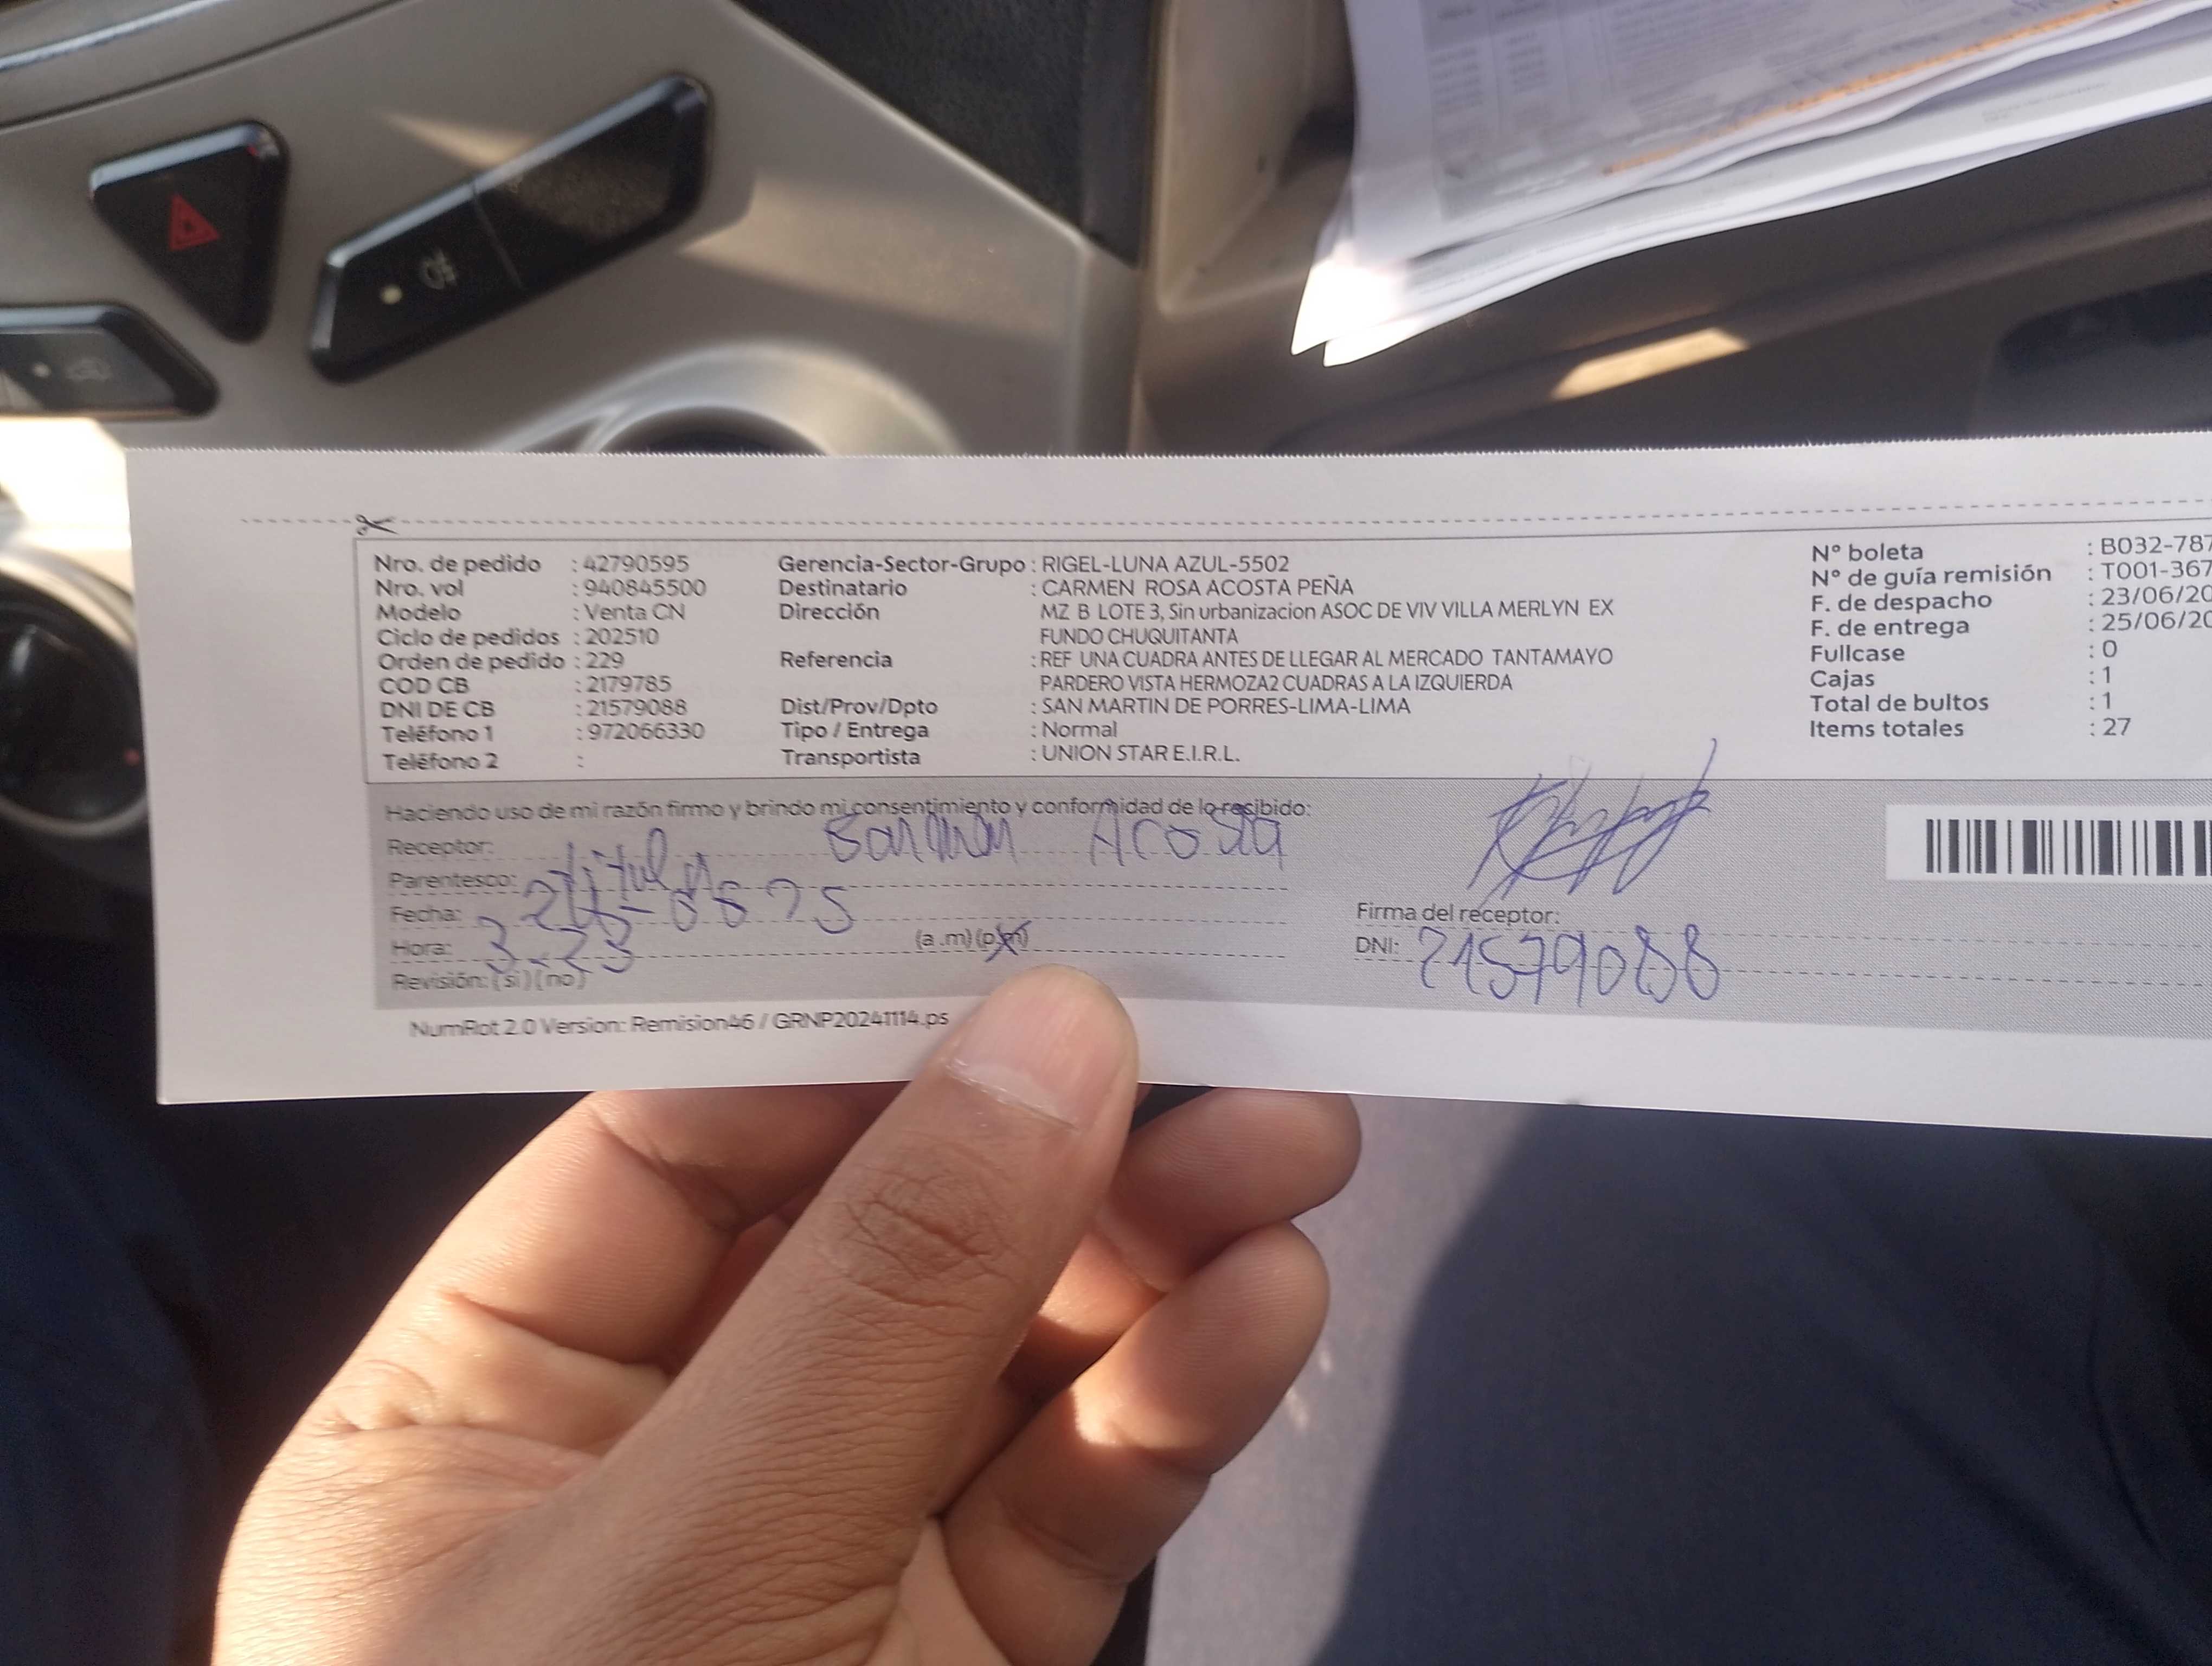 Nro. de pedido : 42790595
Nro. vol : 940845500
Modelo : Venta CN
Ciclo de pedidos : 202510
Orden de pedido : 229
COD CB : 2179785
DNI DE CB : 21579088
Teléfono 1 : 972066330
Teléfono 2 :
Gerencia-Sector-Grupo : RIGEL-LUNA AZUL-5502
Destinatario : CARMEN ROSA ACOSTA PEÑA
Dirección MZ B LOTE 3, Sin urbanizacion ASOC DE VIV VILLA MERLYN EX
FUNDO CHUQUITANTA
Referencia : REF UNA CUADRA ANTES DE LLEGAR AL MERCADO TANTAMAYO
PARDERO VISTA HERMOZA2 CUADRAS A LA IZQUIERDA
Dist/Prov/Dpto : SAN MARTIN DE PORRES-LIMA-LIMA
Tipo / Entrega : Normal
Transportista : UNION STAR E.I.R.L.
N° boleta : B032-787
N° de guía remisión : T001-367
F. de despacho : 23/06/20
F. de entrega : 25/06/20
Fullcase : 0
Cajas : 1
Total de bultos : 1
Items totales : 27
Haciendo uso de mi razón firmo y brindo mi consentimiento y conformidad de lo recibido:
Receptor: Carmen Acosta
Parentesco:
Fecha:
Hora: 3-23 (a .m) (p.m)
Revisión: (si) (no)
Firma del receptor:
DNI: 21579088
NumRot 2.0 Version: Remision46 / GRNP20241114.ps